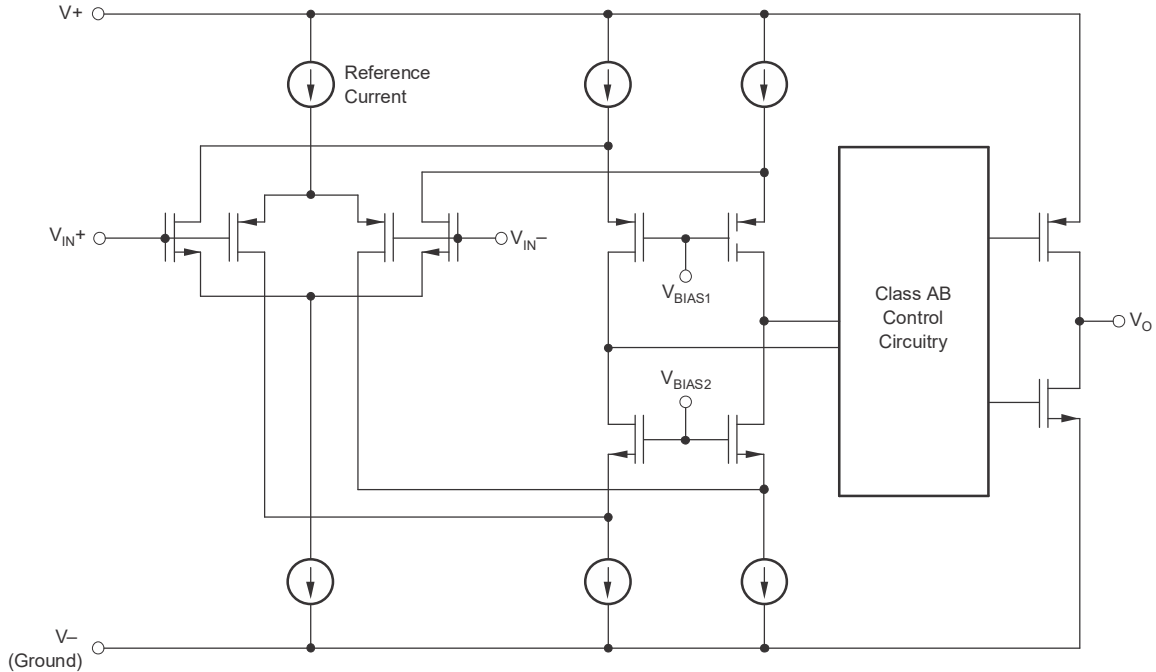 V+
Reference
Current
V_IN+
V_IN–
V_BIAS1
V_BIAS2
Class AB
Control
Circuitry
V_O
V–
(Ground)